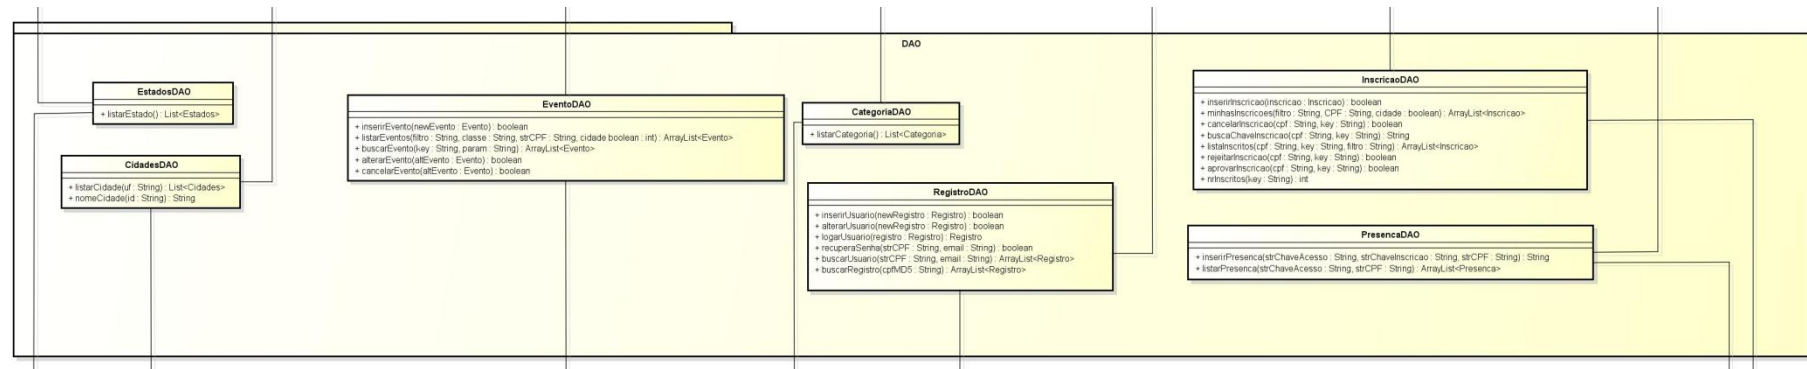 DAO
EstadosDAO
+ listarEstado() : List<Estados>
CidadesDAO
+ listarCidade(uf : String) : List<Cidades>
+ nomeCidade(id : String) : String
EventoDAO
+ inserirEvento(newEvento : Evento) : boolean
+ listarEventos(filtro : String, classe : String, strCPF : String, cidade boolean : int) : ArrayList<Evento>
+ buscarEvento(key : String, param : String) : ArrayList<Evento>
+ alterarEvento(altEvento : Evento) : boolean
+ cancelarEvento(altEvento : Evento) : boolean
CategoriaDAO
+ listarCategoria() : List<Categoria>
RegistroDAO
+ inserirUsuario(newRegistro : Registro) : boolean
+ alterarUsuario(newRegistro : Registro) : boolean
+ logarUsuario(registro : Registro) : Registro
+ recuperaSenha(strCPF : String, email : String) : boolean
+ buscarUsuario(strCPF : String, email : String) : ArrayList<Registro>
+ buscarRegistro(cpfMD5 : String) : ArrayList<Registro>
InscricaoDAO
+ inserirInscricao(inscricao : Inscricao) : boolean
+ minhasInscricoes(filtro : String, CPF : String, cidade : boolean) : ArrayList<Inscricao>
+ cancelarInscricao(cpf : String, key : String) : boolean
+ buscaChaveInscricao(cpf : String, key : String) : String
+ listaInscritos(cpf : String, key : String, filtro : String) : ArrayList<Inscricao>
+ rejeitarInscricao(cpf : String, key : String) : boolean
+ aprovarInscricao(cpf : String, key : String) : boolean
+ nrInscritos(key : String) : int
PresencaDAO
+ inserirPresenca(strChaveAcesso : String, strChaveInscricao : String, strCPF : String) : String
+ listarPresenca(strChaveAcesso : String, strCPF : String) : ArrayList<Presenca>